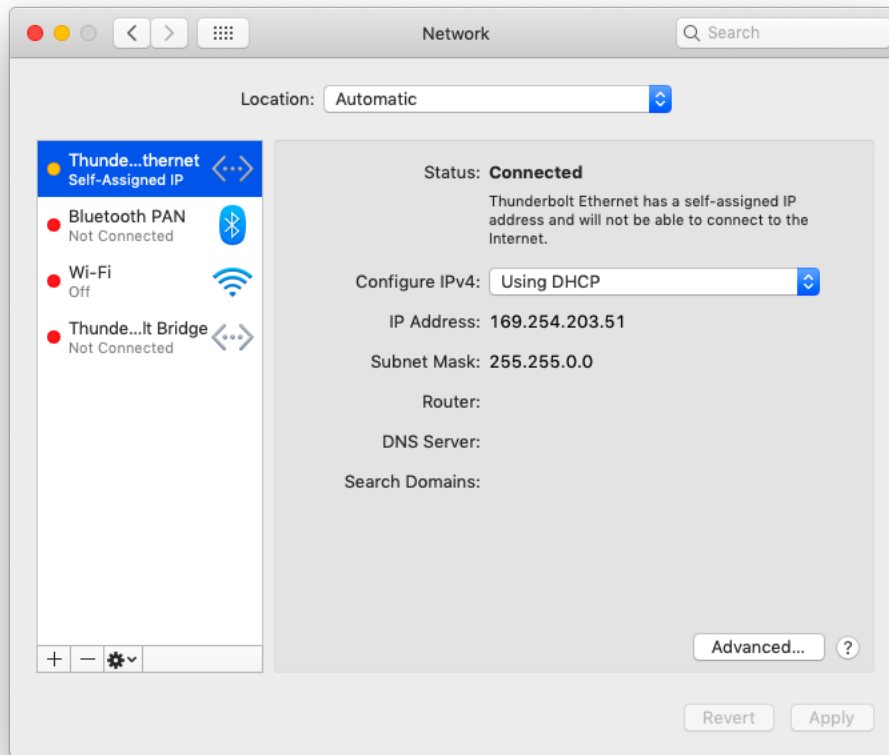 Network
Search
Location: Automatic
Thunde...thernet
Self-Assigned IP
Bluetooth PAN
Not Connected
Wi-Fi
Off
Thunde...lt Bridge
Not Connected
Status: Connected
Thunderbolt Ethernet has a self-assigned IP
address and will not be able to connect to the
Internet.
Configure IPv4: Using DHCP
IP Address: 169.254.203.51
Subnet Mask: 255.255.0.0
Router:
DNS Server:
Search Domains:
Advanced... ?
Revert Apply